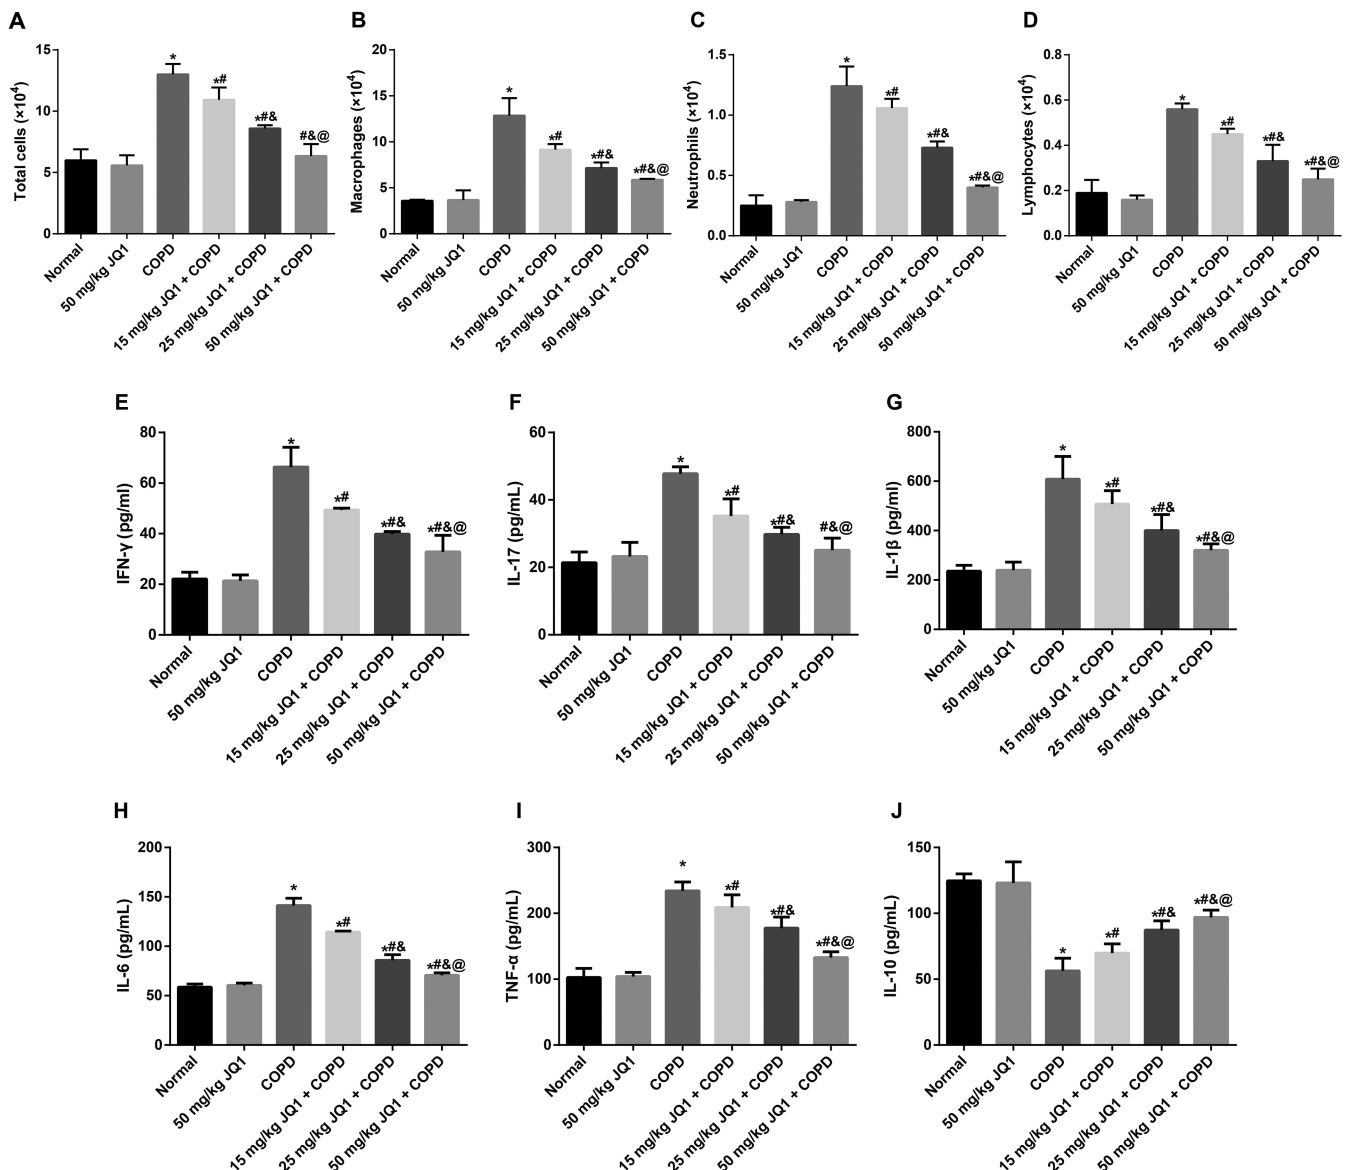 A
Total cells (×10⁴)
15
10
5
0
*
*#
*#&
#&@
Normal
50 mg/kg JQ1
COPD
15 mg/kg JQ1 + COPD
25 mg/kg JQ1 + COPD
50 mg/kg JQ1 + COPD
B
Macrophages (×10⁴)
20
15
10
5
0
*
*#
*#&
*#&@
Normal
50 mg/kg JQ1
COPD
15 mg/kg JQ1 + COPD
25 mg/kg JQ1 + COPD
50 mg/kg JQ1 + COPD
C
Neutrophils (×10⁴)
1.5
1.0
0.5
0.0
*
*#
*#&
*#&@
Normal
50 mg/kg JQ1
COPD
15 mg/kg JQ1 + COPD
25 mg/kg JQ1 + COPD
50 mg/kg JQ1 + COPD
D
Lymphocytes (×10⁴)
0.8
0.6
0.4
0.2
0.0
*
*#
*#&
*#&@
Normal
50 mg/kg JQ1
COPD
15 mg/kg JQ1 + COPD
25 mg/kg JQ1 + COPD
50 mg/kg JQ1 + COPD
E
IFN-γ (pg/ml)
80
60
40
20
0
*
*#
*#&
*#&@
Normal
50 mg/kg JQ1
COPD
15 mg/kg JQ1 + COPD
25 mg/kg JQ1 + COPD
50 mg/kg JQ1 + COPD
F
IL-17 (pg/mL)
60
40
20
0
*
*#
*#&
#&@
Normal
50 mg/kg JQ1
COPD
15 mg/kg JQ1 + COPD
25 mg/kg JQ1 + COPD
50 mg/kg JQ1 + COPD
G
IL-1β (pg/ml)
800
600
400
200
0
*
*#
*#&
*#&@
Normal
50 mg/kg JQ1
COPD
15 mg/kg JQ1 + COPD
25 mg/kg JQ1 + COPD
50 mg/kg JQ1 + COPD
H
IL-6 (pg/mL)
200
150
100
50
0
*
*#
*#&
*#&@
Normal
50 mg/kg JQ1
COPD
15 mg/kg JQ1 + COPD
25 mg/kg JQ1 + COPD
50 mg/kg JQ1 + COPD
I
TNF-α (pg/mL)
300
200
100
0
*
*#
*#&
*#&@
Normal
50 mg/kg JQ1
COPD
15 mg/kg JQ1 + COPD
25 mg/kg JQ1 + COPD
50 mg/kg JQ1 + COPD
J
IL-10 (pg/mL)
150
100
50
0
*
*#
*#&
*#&@
Normal
50 mg/kg JQ1
COPD
15 mg/kg JQ1 + COPD
25 mg/kg JQ1 + COPD
50 mg/kg JQ1 + COPD